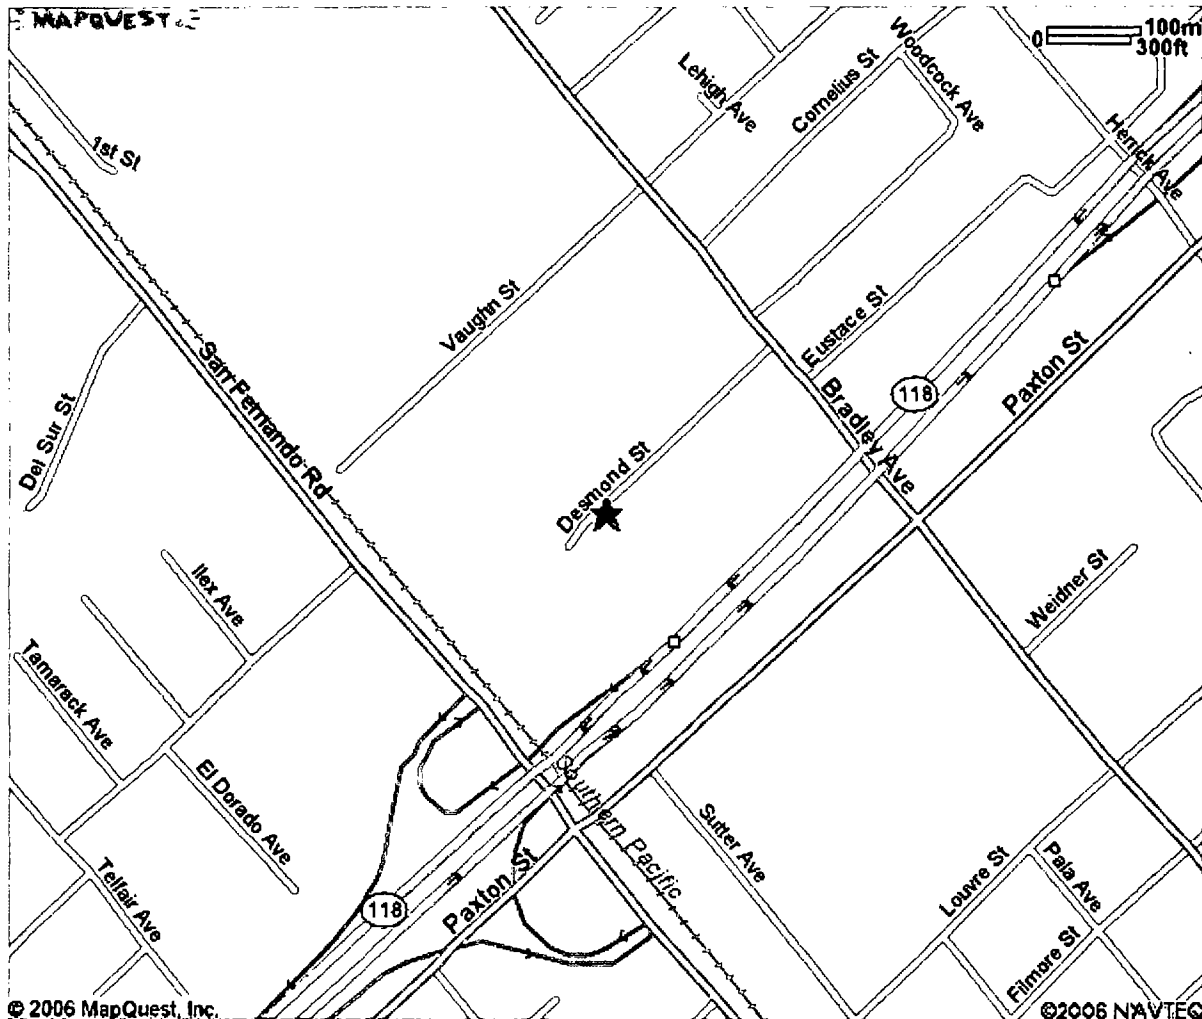 MAPQUEST
0 100m
300ft
Woodcock Ave
Lehigh Ave
Cornelius St
1st St
Herrick Ave
Vaughn St
Eustace St
San Fernando Rd
Paxton St
118
Bradley Ave
Del Sur St
Desmond St
Ilex Ave
Weidner St
Tamarack Ave
El Dorado Ave
Southern Pacific
Sutter Ave
Telfair Ave
118
Paxton St
Louvre St
Pala Ave
Filmore St
© 2006 MapQuest, Inc.
©2006 NAVTEQ